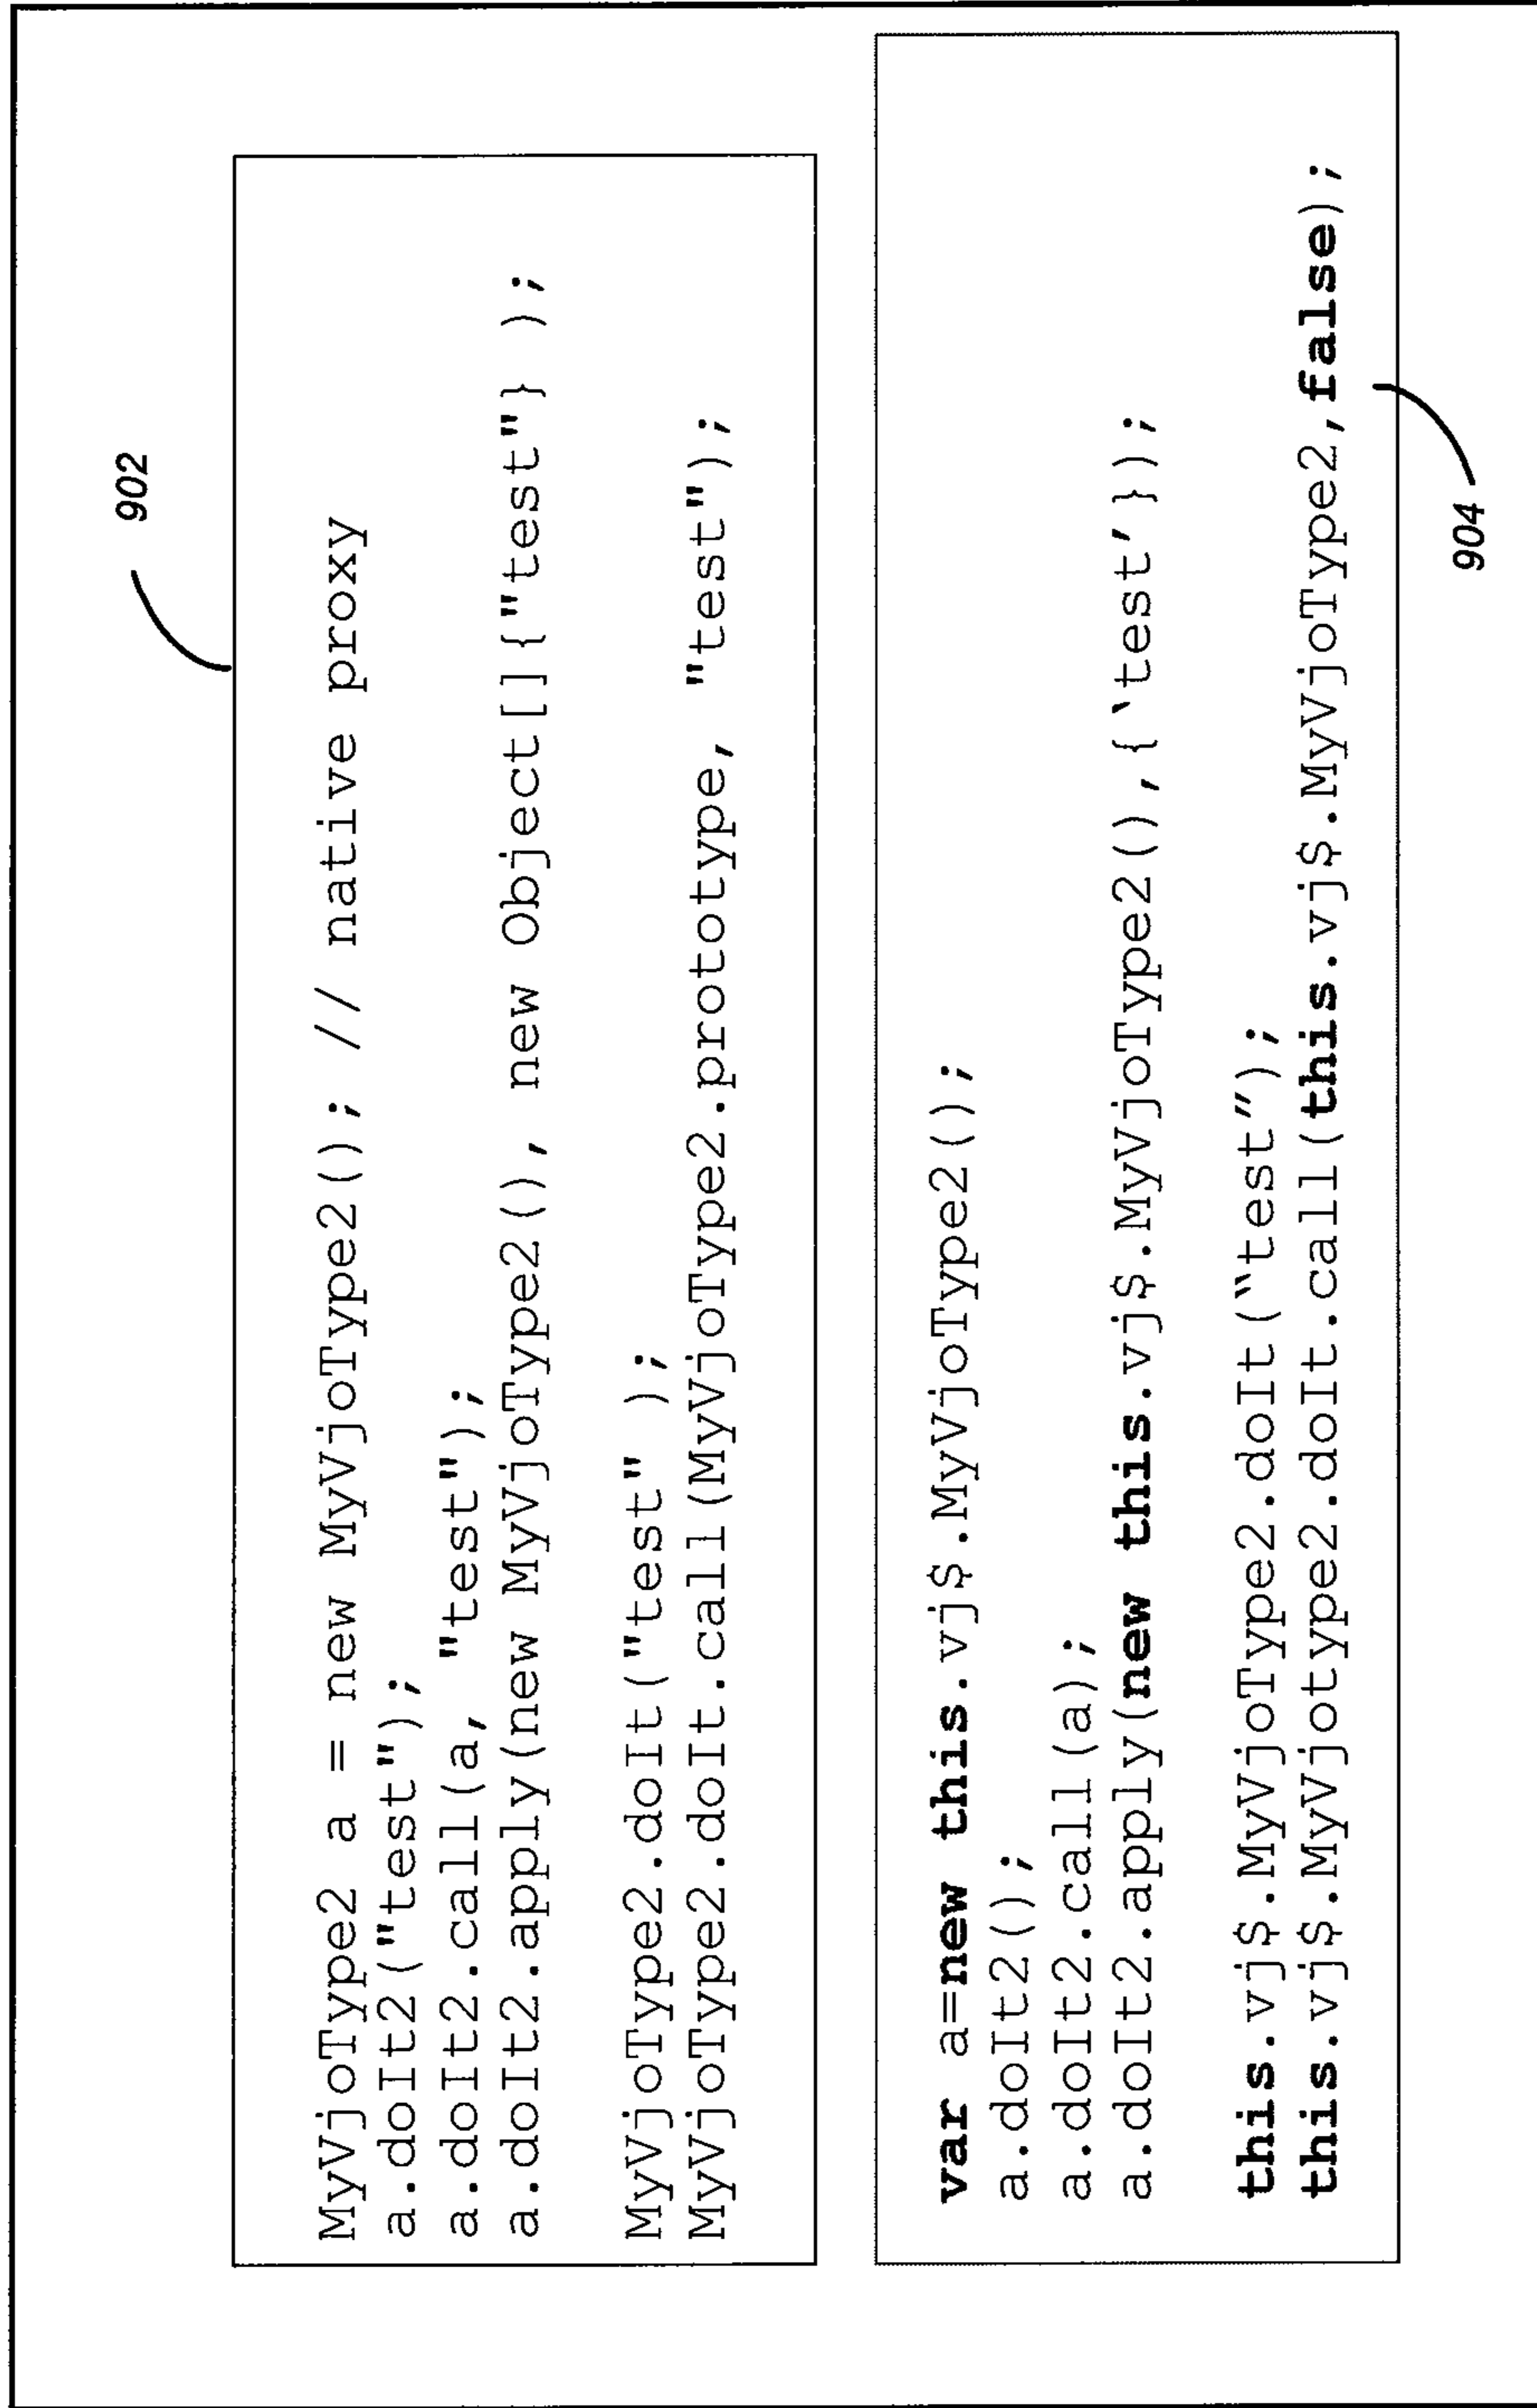 902
MyVjoType2 a = new MyVjoType2(); // native proxy
a.doIt2("test");
a.doIt2.call(a, "test");
a.doIt2.apply(new MyVjoType2(), new Object[]{"test"} );
MyVjoType2.doIt("test" );
MyVjoType2.doIt.call(MyVjoType2.prototype, "test");
var a=new this.vj$.MyVjoType2();
a.doIt2();
a.doIt2.call(a);
a.doIt2.apply(new this.vj$.MyVjoType2(),{‘test’});
this.vj$.MyVjoType2.doIt(“test”);
this.vj$.MyVjotype2.doIt.call(this.vj$.MyVjoType2,false);
904